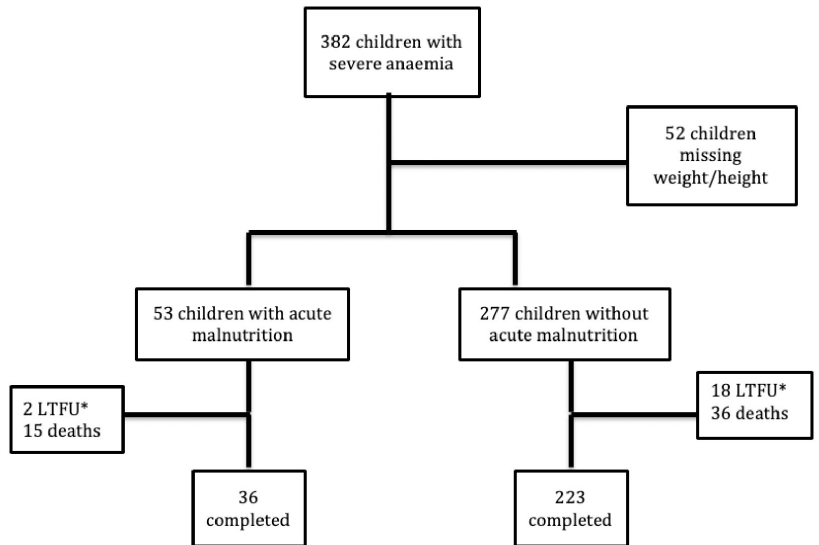 382 children with
severe anaemia
52 children
missing
weight/height
53 children with acute
malnutrition
277 children without
acute malnutrition
2 LTFU*
15 deaths
18 LTFU*
36 deaths
36
completed
223
completed